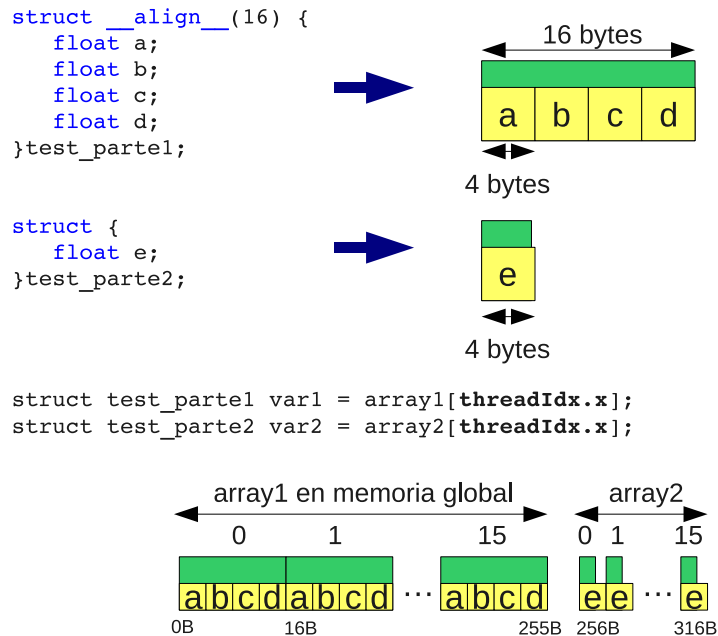 struct __align__(16) {
float a;
float b;
float c;
float d;
}test_parte1;
16 bytes
a b c d
4 bytes
struct {
float e;
}test_parte2;
e
4 bytes
struct test_parte1 var1 = array1[threadIdx.x];
struct test_parte2 var2 = array2[threadIdx.x];
array1 en memoria global array2
0 1 15 0 1 15
a b c d a b c d ... a b c d e e ... e
0B 16B 255B 256B 316B